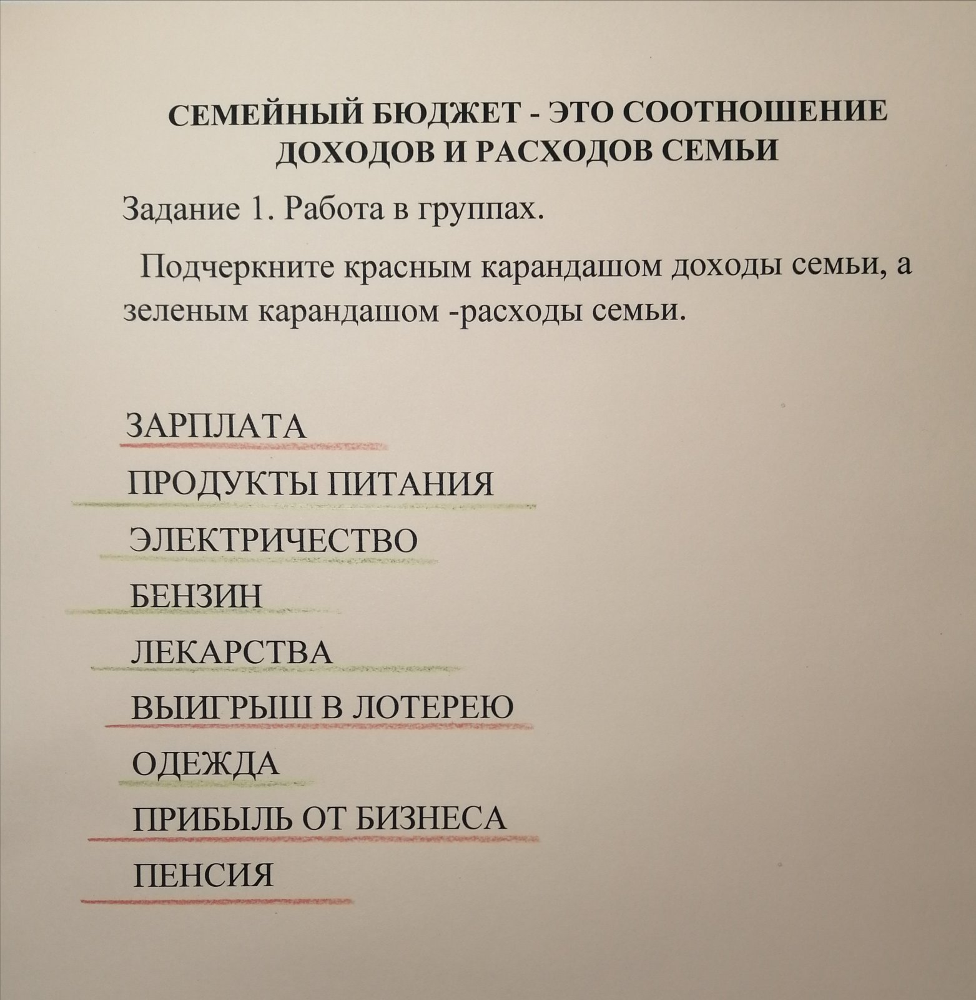 СЕМЕЙНЫЙ БЮДЖЕТ - ЭТО СООТНОШЕНИЕ
ДОХОДОВ И РАСХОДОВ СЕМЬИ
Задание 1. Работа в группах.
Подчеркните красным карандашом доходы семьи, а
зеленым карандашом -расходы семьи.
ЗАРПЛАТА
ПРОДУКТЫ ПИТАНИЯ
ЭЛЕКТРИЧЕСТВО
БЕНЗИН
ЛЕКАРСТВА
ВЫИГРЫШ В ЛОТЕРЕЮ
ОДЕЖДА
ПРИБЫЛЬ ОТ БИЗНЕСА
ПЕНСИЯ